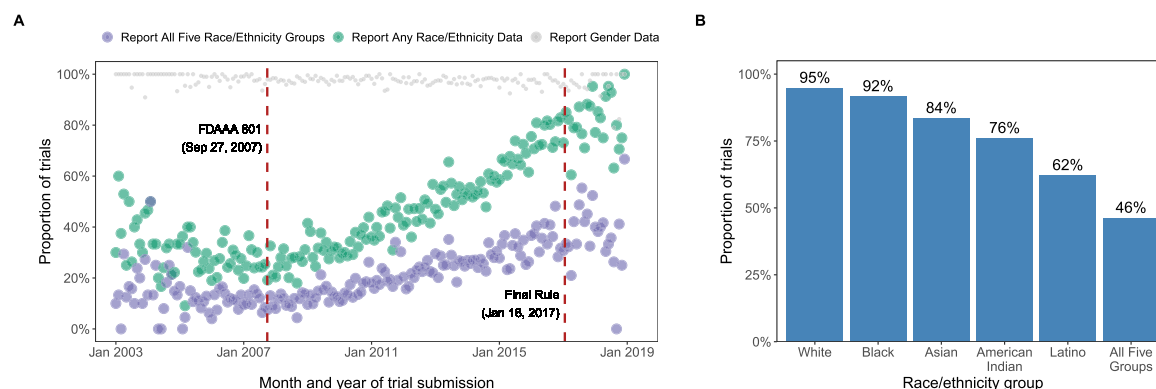 A
Report All Five Race/Ethnicity Groups Report Any Race/Ethnicity Data Report Gender Data
100%
80%
60%
40%
20%
0%
Proportion of trials
FDAAA 801
(Sep 27, 2007)
Final Rule
(Jan 18, 2017)
Jan 2003 Jan 2007 Jan 2011 Jan 2015 Jan 2019
Month and year of trial submission
B
100%
75%
50%
25%
0%
Proportion of trials
95%
92%
84%
76%
62%
46%
White Black Asian American Indian Latino All Five Groups
Race/ethnicity group